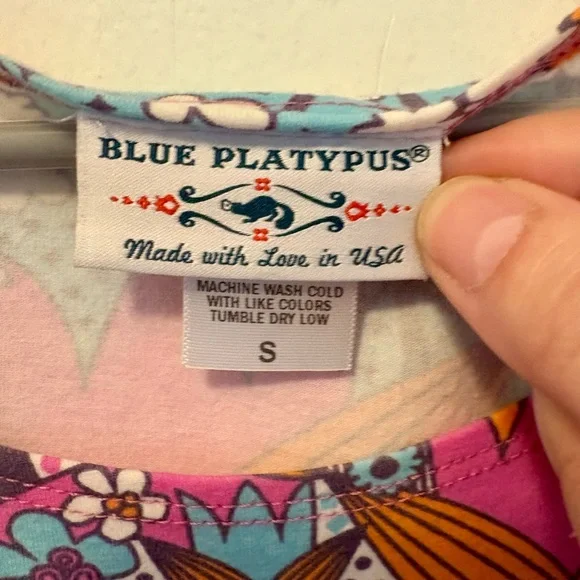 BLUE PLATYPUS®
Made with Love in USA
MACHINE WASH COLD
WITH LIKE COLORS
TUMBLE DRY LOW
S